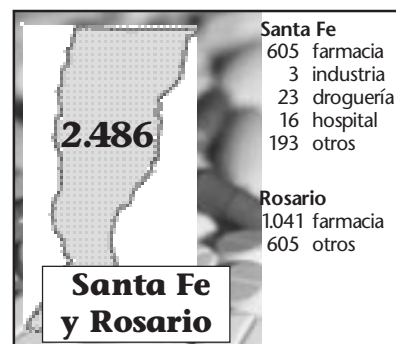 2.486
Santa Fe
y Rosario
Santa Fe
605 farmacia
3 industria
23 droguería
16 hospital
193 otros
Rosario
1.041 farmacia
605 otros